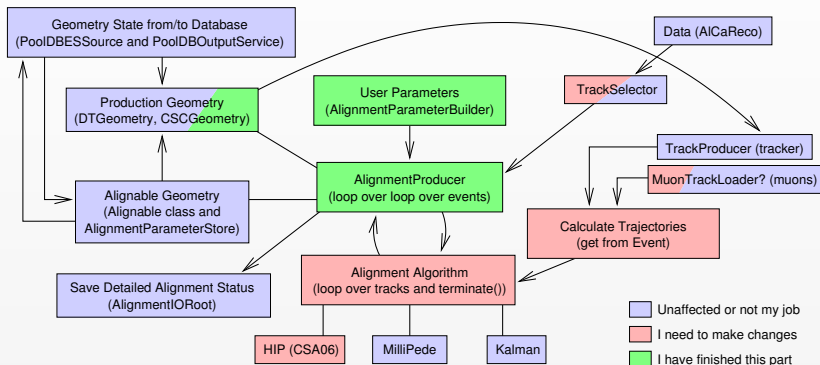 Geometry State from/to Database
(PoolDBESSource and PoolDBOutputService)
Data (AlCaReco)
Production Geometry
(DTGeometry, CSCGeometry)
User Parameters
(AlignmentParameterBuilder)
TrackSelector
TrackProducer (tracker)
MuonTrackLoader? (muons)
AlignmentProducer
(loop over loop over events)
Alignable Geometry
(Alignable class and
AlignmentParameterStore
Calculate Trajectories
(get from Event)
Save Detailed Alignment Status
(AlignmentIORoot)
Alignment Algorithm
(loop over tracks and terminate())
HIP (CSA06)
MilliPede
Kalman
Unaffected or not my job
I need to make changes
I have finished this part